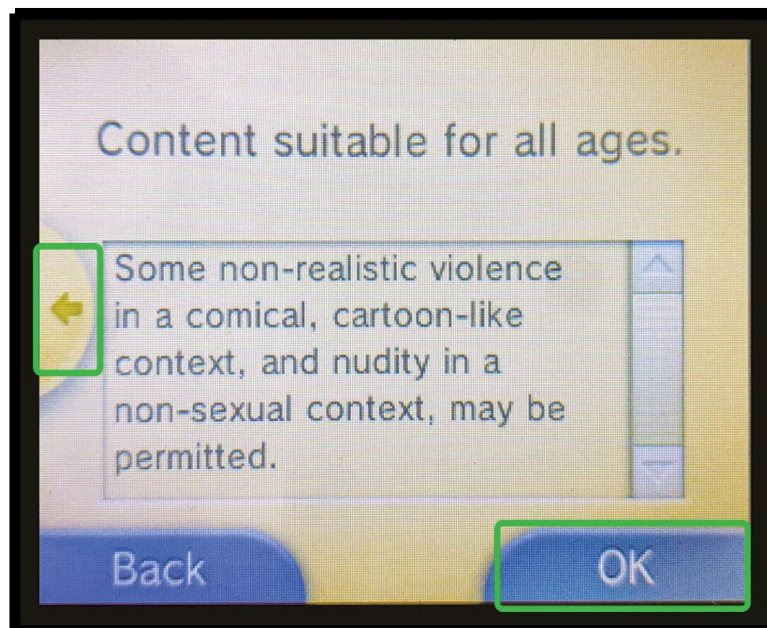 Content suitable for all ages.
Some non-realistic violence
in a comical, cartoon-like
context, and nudity in a
non-sexual context, may be
permitted.
Back
OK